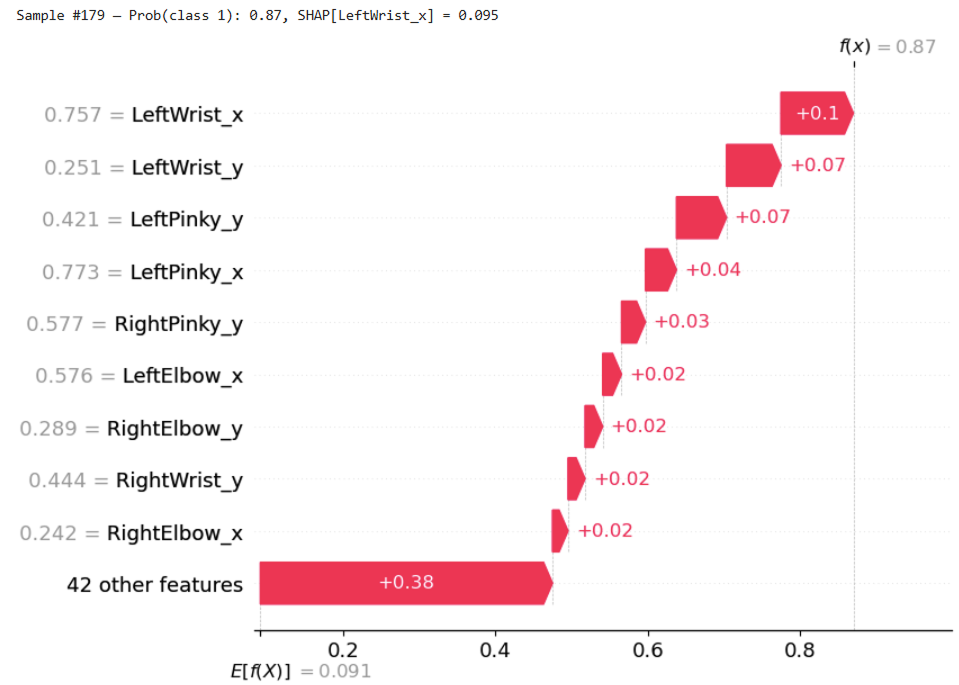 Sample #179 — Prob(class 1): 0.87, SHAP[LeftWrist_x] = 0.095
f(x) = 0.87
0.757 = LeftWrist_x +0.1
0.251 = LeftWrist_y +0.07
0.421 = LeftPinky_y +0.07
0.773 = LeftPinky_x +0.04
0.577 = RightPinky_y +0.03
0.576 = LeftElbow_x +0.02
0.289 = RightElbow_y +0.02
0.444 = RightWrist_y +0.02
0.242 = RightElbow_x +0.02
42 other features +0.38
0.2 0.4 0.6 0.8
E[f(X)] = 0.091